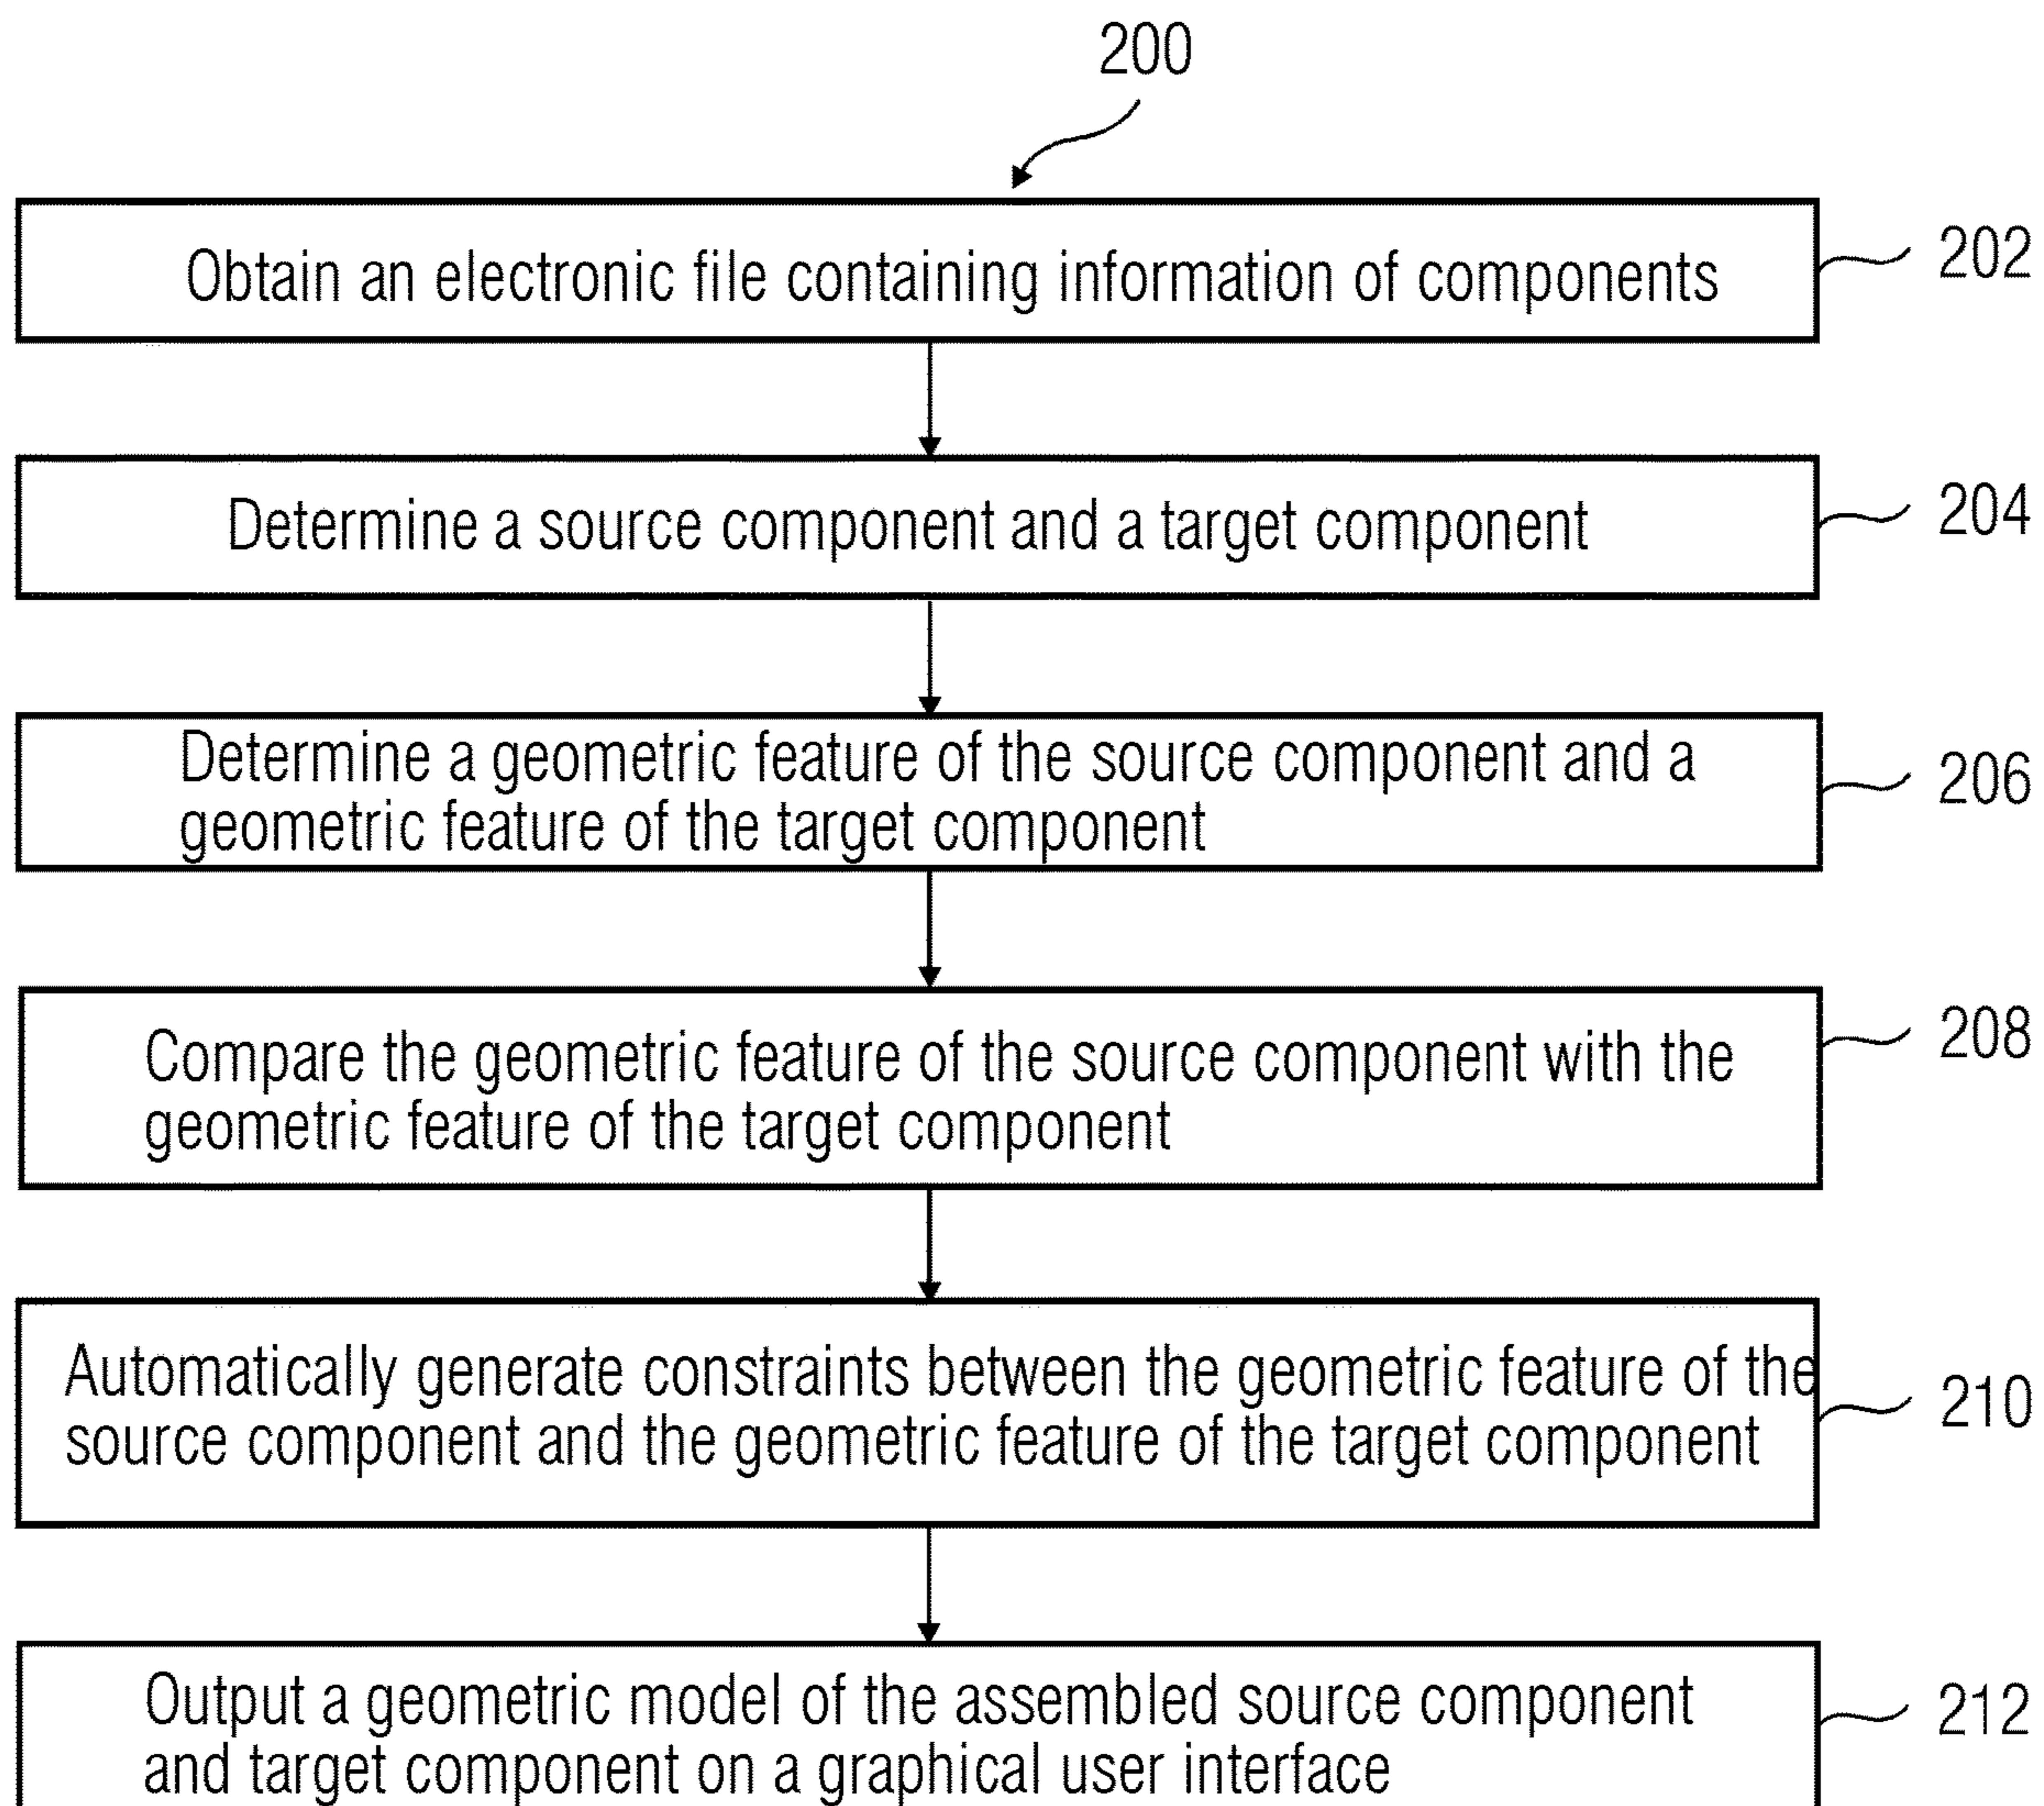 200
Obtain an electronic file containing information of components
202
Determine a source component and a target component
204
Determine a geometric feature of the source component and a
geometric feature of the target component
206
Compare the geometric feature of the source component with the
geometric feature of the target component
208
Automatically generate constraints between the geometric feature of the
source component and the geometric feature of the target component
210
Output a geometric model of the assembled source component
and target component on a graphical user interface
212